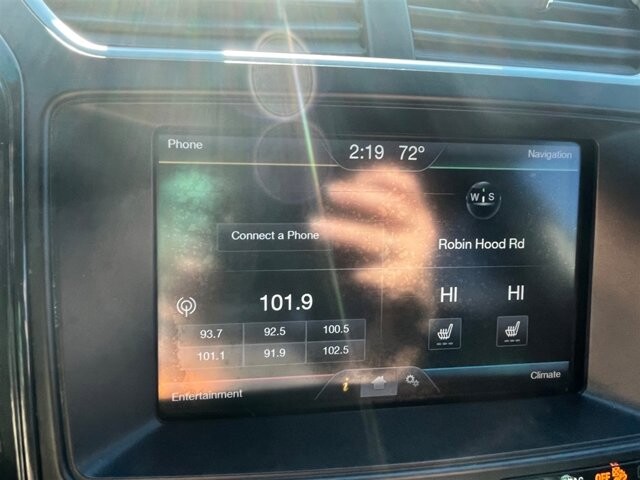 Phone
2:19 72°
Navigation
W S
Connect a Phone
Robin Hood Rd
101.9
HI HI
93.7 92.5 100.5
101.1 91.9 102.5
i
Entertainment
Climate
OFF